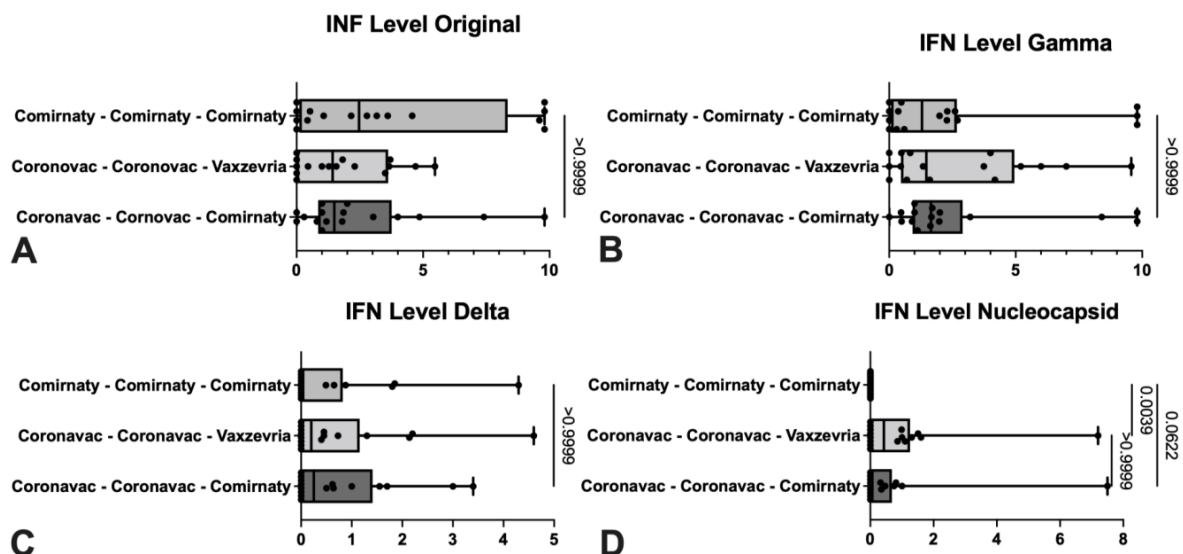 INF Level Original
Comirnaty - Comirnaty - Comirnaty
Coronovac - Coronovac - Vaxzevria
Coronavac - Cornovac - Comirnaty
>0.9999
0 5 10
A
IFN Level Gamma
Comirnaty - Comirnaty - Comirnaty
Coronavac - Coronavac - Vaxzevria
Coronavac - Coronavac - Comirnaty
>0.99999
0 5 10
B
IFN Level Delta
Comirnaty - Comirnaty - Comirnaty
Coronavac - Coronavac - Vaxzevria
Coronavac - Coronavac - Comirnaty
>0.9999
0 1 2 3 4 5
C
IFN Level Nucleocapsid
Comirnaty - Comirnaty - Comirnaty
Coronavac - Coronavac - Vaxzevria
Coronavac - Coronavac - Comirnaty
>0.9999
0.0039
0.0622
0 2 4 6 8
D